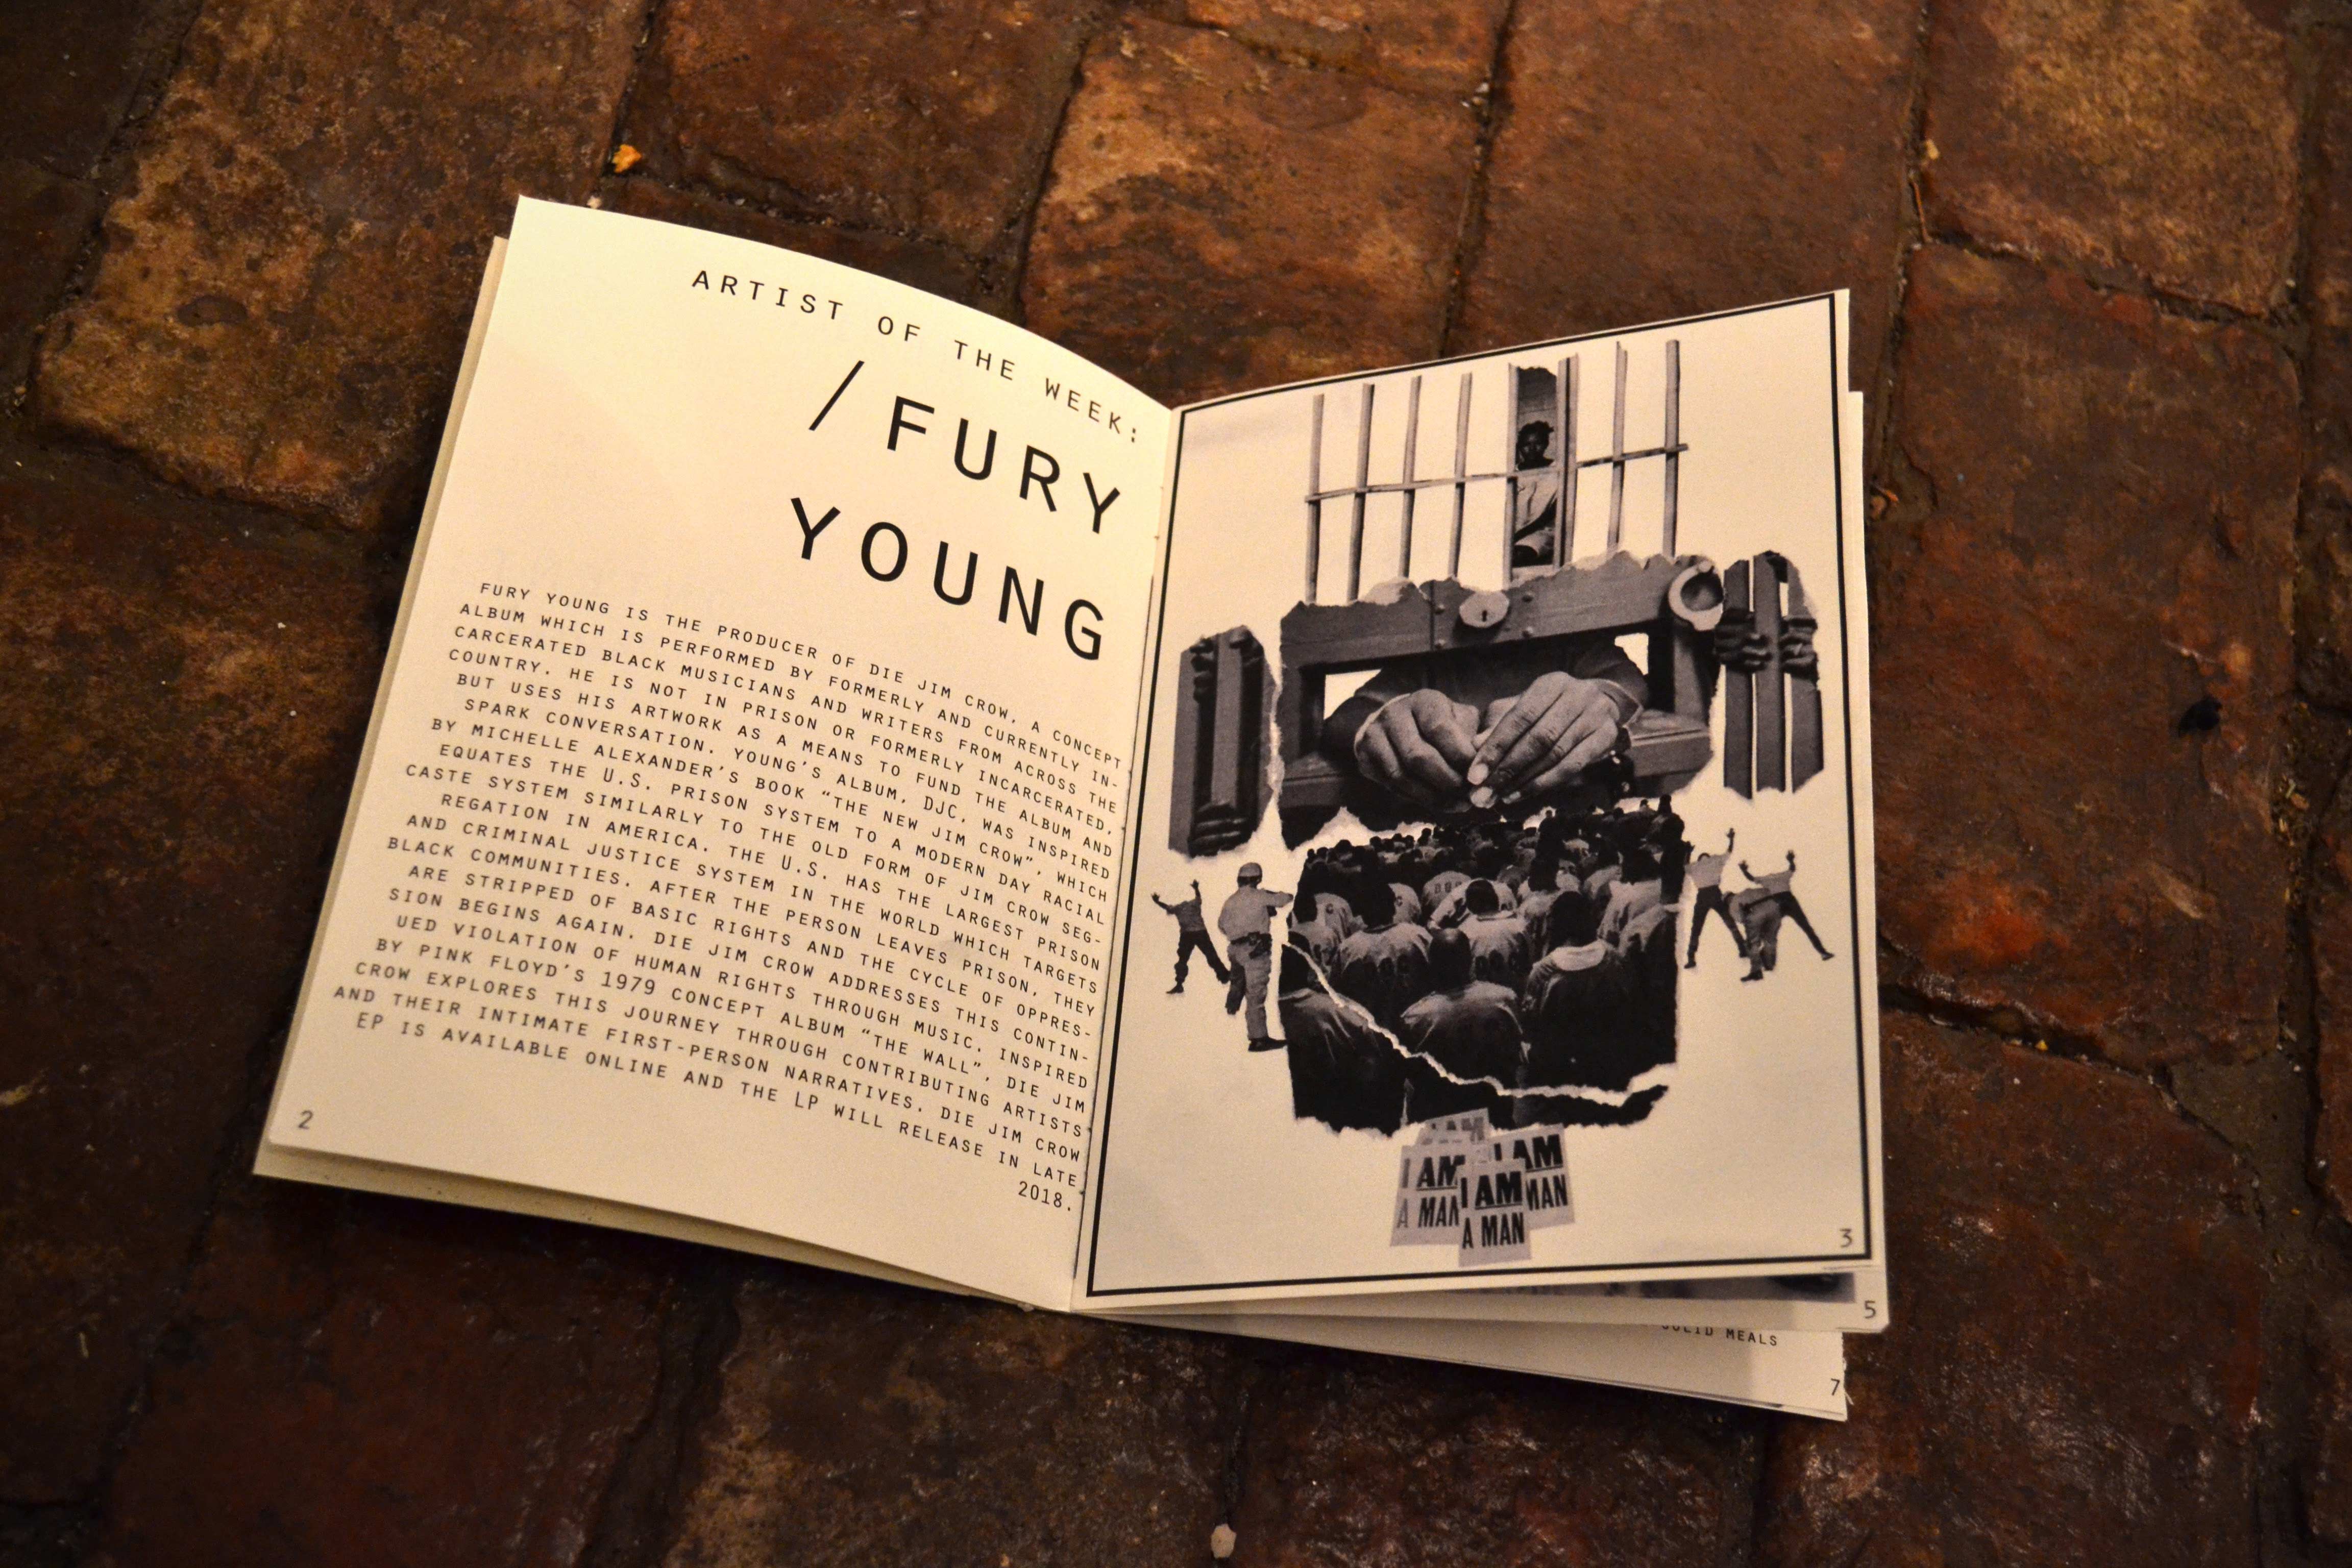 ARTIST OF THE WEEK:
/FURY
YOUNG
FURY YOUNG IS THE PRODUCER OF DIE JIM CROW, A CONCEPT
ALBUM WHICH IS PERFORMED BY FORMERLY AND CURRENTLY IN-
CARCERATED BLACK MUSICIANS AND WRITERS FROM ACROSS THE
COUNTRY. HE IS NOT IN PRISON OR FORMERLY INCARCERATED,
BUT USES HIS ARTWORK AS A MEANS TO FUND THE ALBUM AND
SPARK CONVERSATION. YOUNG'S ALBUM, DJC, WAS INSPIRED
BY MICHELLE ALEXANDER'S BOOK "THE NEW JIM CROW", WHICH
EQUATES THE U.S. PRISON SYSTEM TO A MODERN DAY RACIAL
CASTE SYSTEM SIMILARLY TO THE OLD FORM OF JIM CROW SEG-
REGATION IN AMERICA. THE U.S. HAS THE LARGEST PRISON
AND CRIMINAL JUSTICE SYSTEM IN THE WORLD WHICH TARGETS
BLACK COMMUNITIES. AFTER THE PERSON LEAVES PRISON, THEY
ARE STRIPPED OF BASIC RIGHTS AND THE CYCLE OF OPPRES-
SION BEGINS AGAIN. DIE JIM CROW ADDRESSES THIS CONTIN-
UED VIOLATION OF HUMAN RIGHTS THROUGH MUSIC. INSPIRED
BY PINK FLOYD'S 1979 CONCEPT ALBUM "THE WALL", DIE JIM
CROW EXPLORES THIS JOURNEY THROUGH CONTRIBUTING ARTISTS
AND THEIR INTIMATE FIRST-PERSON NARRATIVES. DIE JIM CROW
EP IS AVAILABLE ONLINE AND THE LP WILL RELEASE IN LATE
2018.
2
I AM
A MAN
I AM
MAN
I AM
A MAN
3
5
SOLID MEALS
7